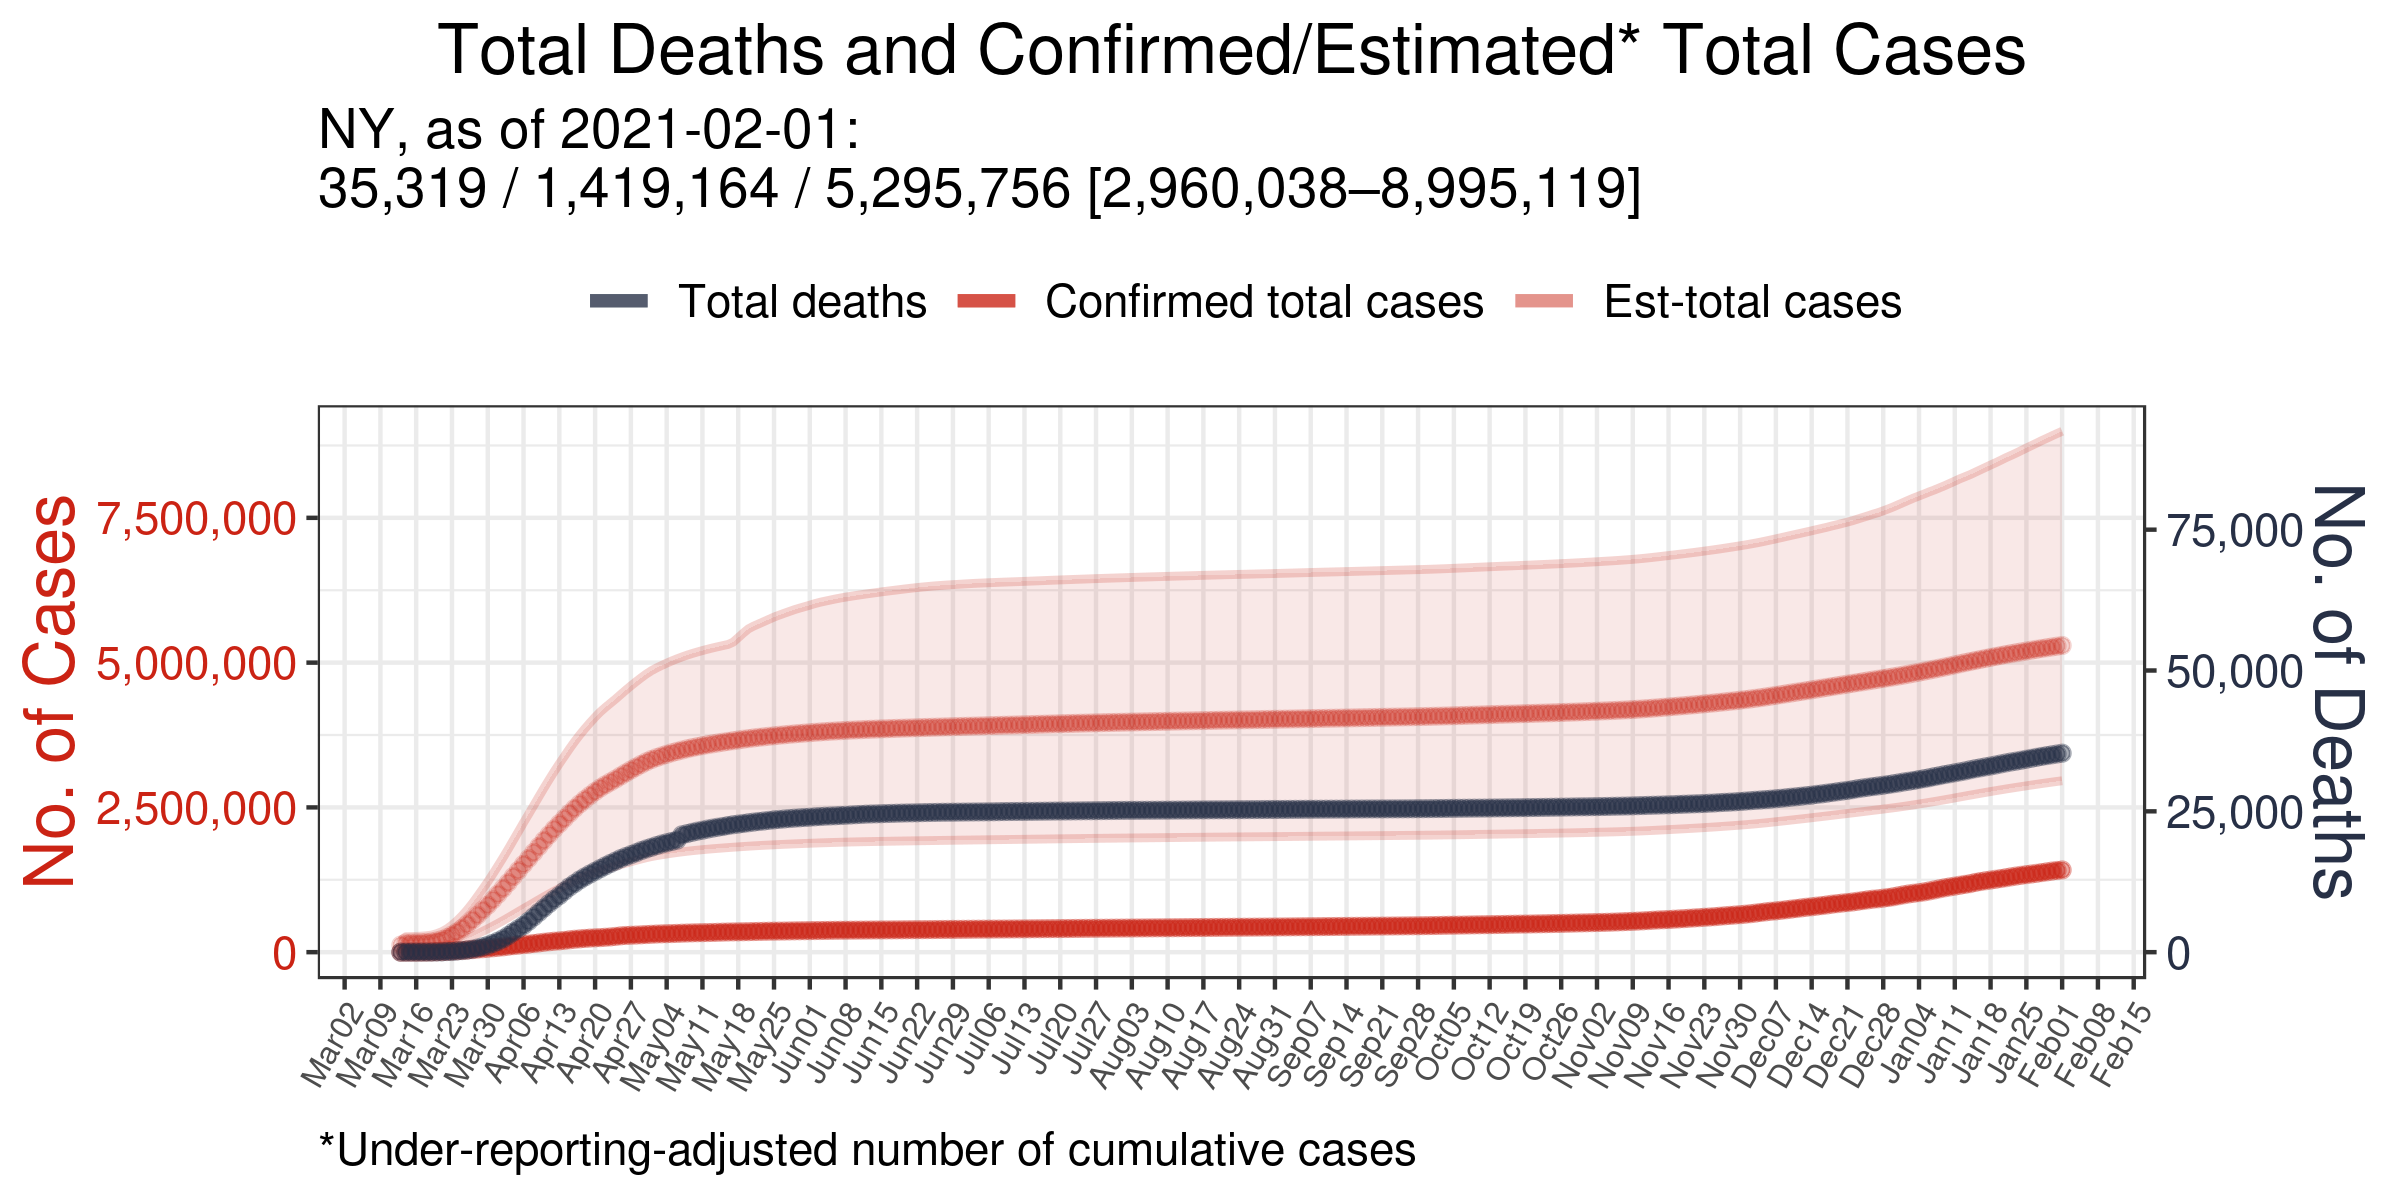 Total Deaths and Confirmed/Estimated* Total Cases
NY, as of 2021-02-01:
35,319 / 1,419,164 / 5,295,756 [2,960,038–8,995,119]
Total deaths
Confirmed total cases
Est-total cases
No. of Cases
7,500,000
5,000,000
2,500,000
0
75,000
50,000
25,000
0
No. of Deaths
Mar02
Mar09
Mar16
Mar23
Mar30
Apr06
Apr13
Apr20
Apr27
May04
May11
May18
May25
Jun01
Jun08
Jun15
Jun22
Jun29
Jul06
Jul13
Jul20
Jul27
Aug03
Aug10
Aug17
Aug24
Aug31
Sep07
Sep14
Sep21
Sep28
Oct05
Oct12
Oct19
Oct26
Nov02
Nov09
Nov16
Nov23
Nov30
Dec07
Dec14
Dec21
Dec28
Jan04
Jan11
Jan18
Jan25
Feb01
Feb08
Feb15
*Under-reporting-adjusted number of cumulative cases